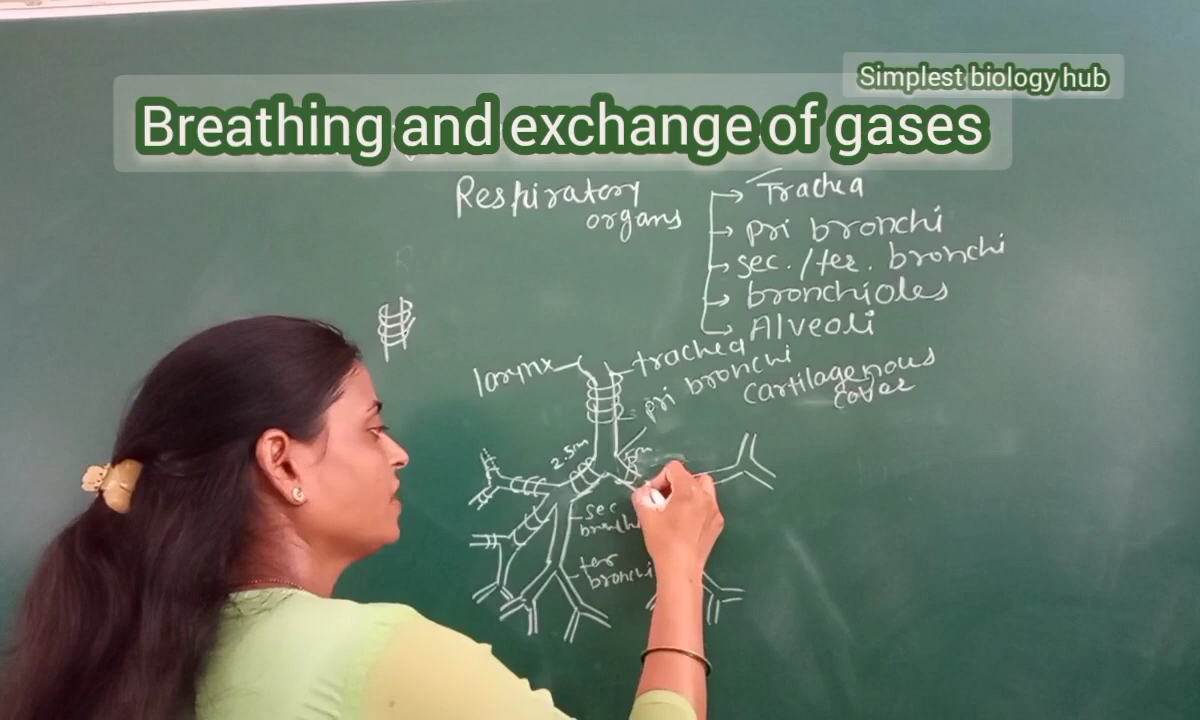 Simplest biology hub
Breathing and exchange of gases
Respiratory
organs
Trachea
pri bronchi
sec. / ter. bronchi
bronchioles
Alveoli
larynx
trachea
pri bronchi
Cartilagenous
cover
2.5m
sec
ter
bronchi